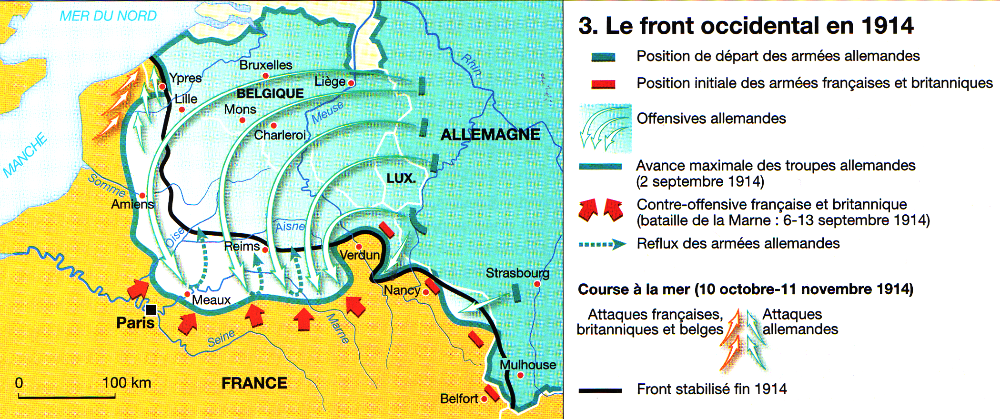 MER DU NORD
Rhin
Bruxelles
Ypres
Liège
BELGIQUE
Lille
Mons
Meuse
Charleroi
ALLEMAGNE
MANCHE
Somme
LUX.
Amiens
Aisne
Oise
Reims
Verdun
Strasbourg
Nancy
Meaux
Paris
Marne
Seine
Mulhouse
0 100 km
FRANCE
Belfort
3. Le front occidental en 1914
Position de départ des armées allemandes
Position initiale des armées françaises et britanniques
Offensives allemandes
Avance maximale des troupes allemandes
(2 septembre 1914)
Contre-offensive française et britannique
(bataille de la Marne : 6-13 septembre 1914)
Reflux des armées allemandes
Course à la mer (10 octobre-11 novembre 1914)
Attaques françaises,
britanniques et belges
Attaques
allemandes
Front stabilisé fin 1914